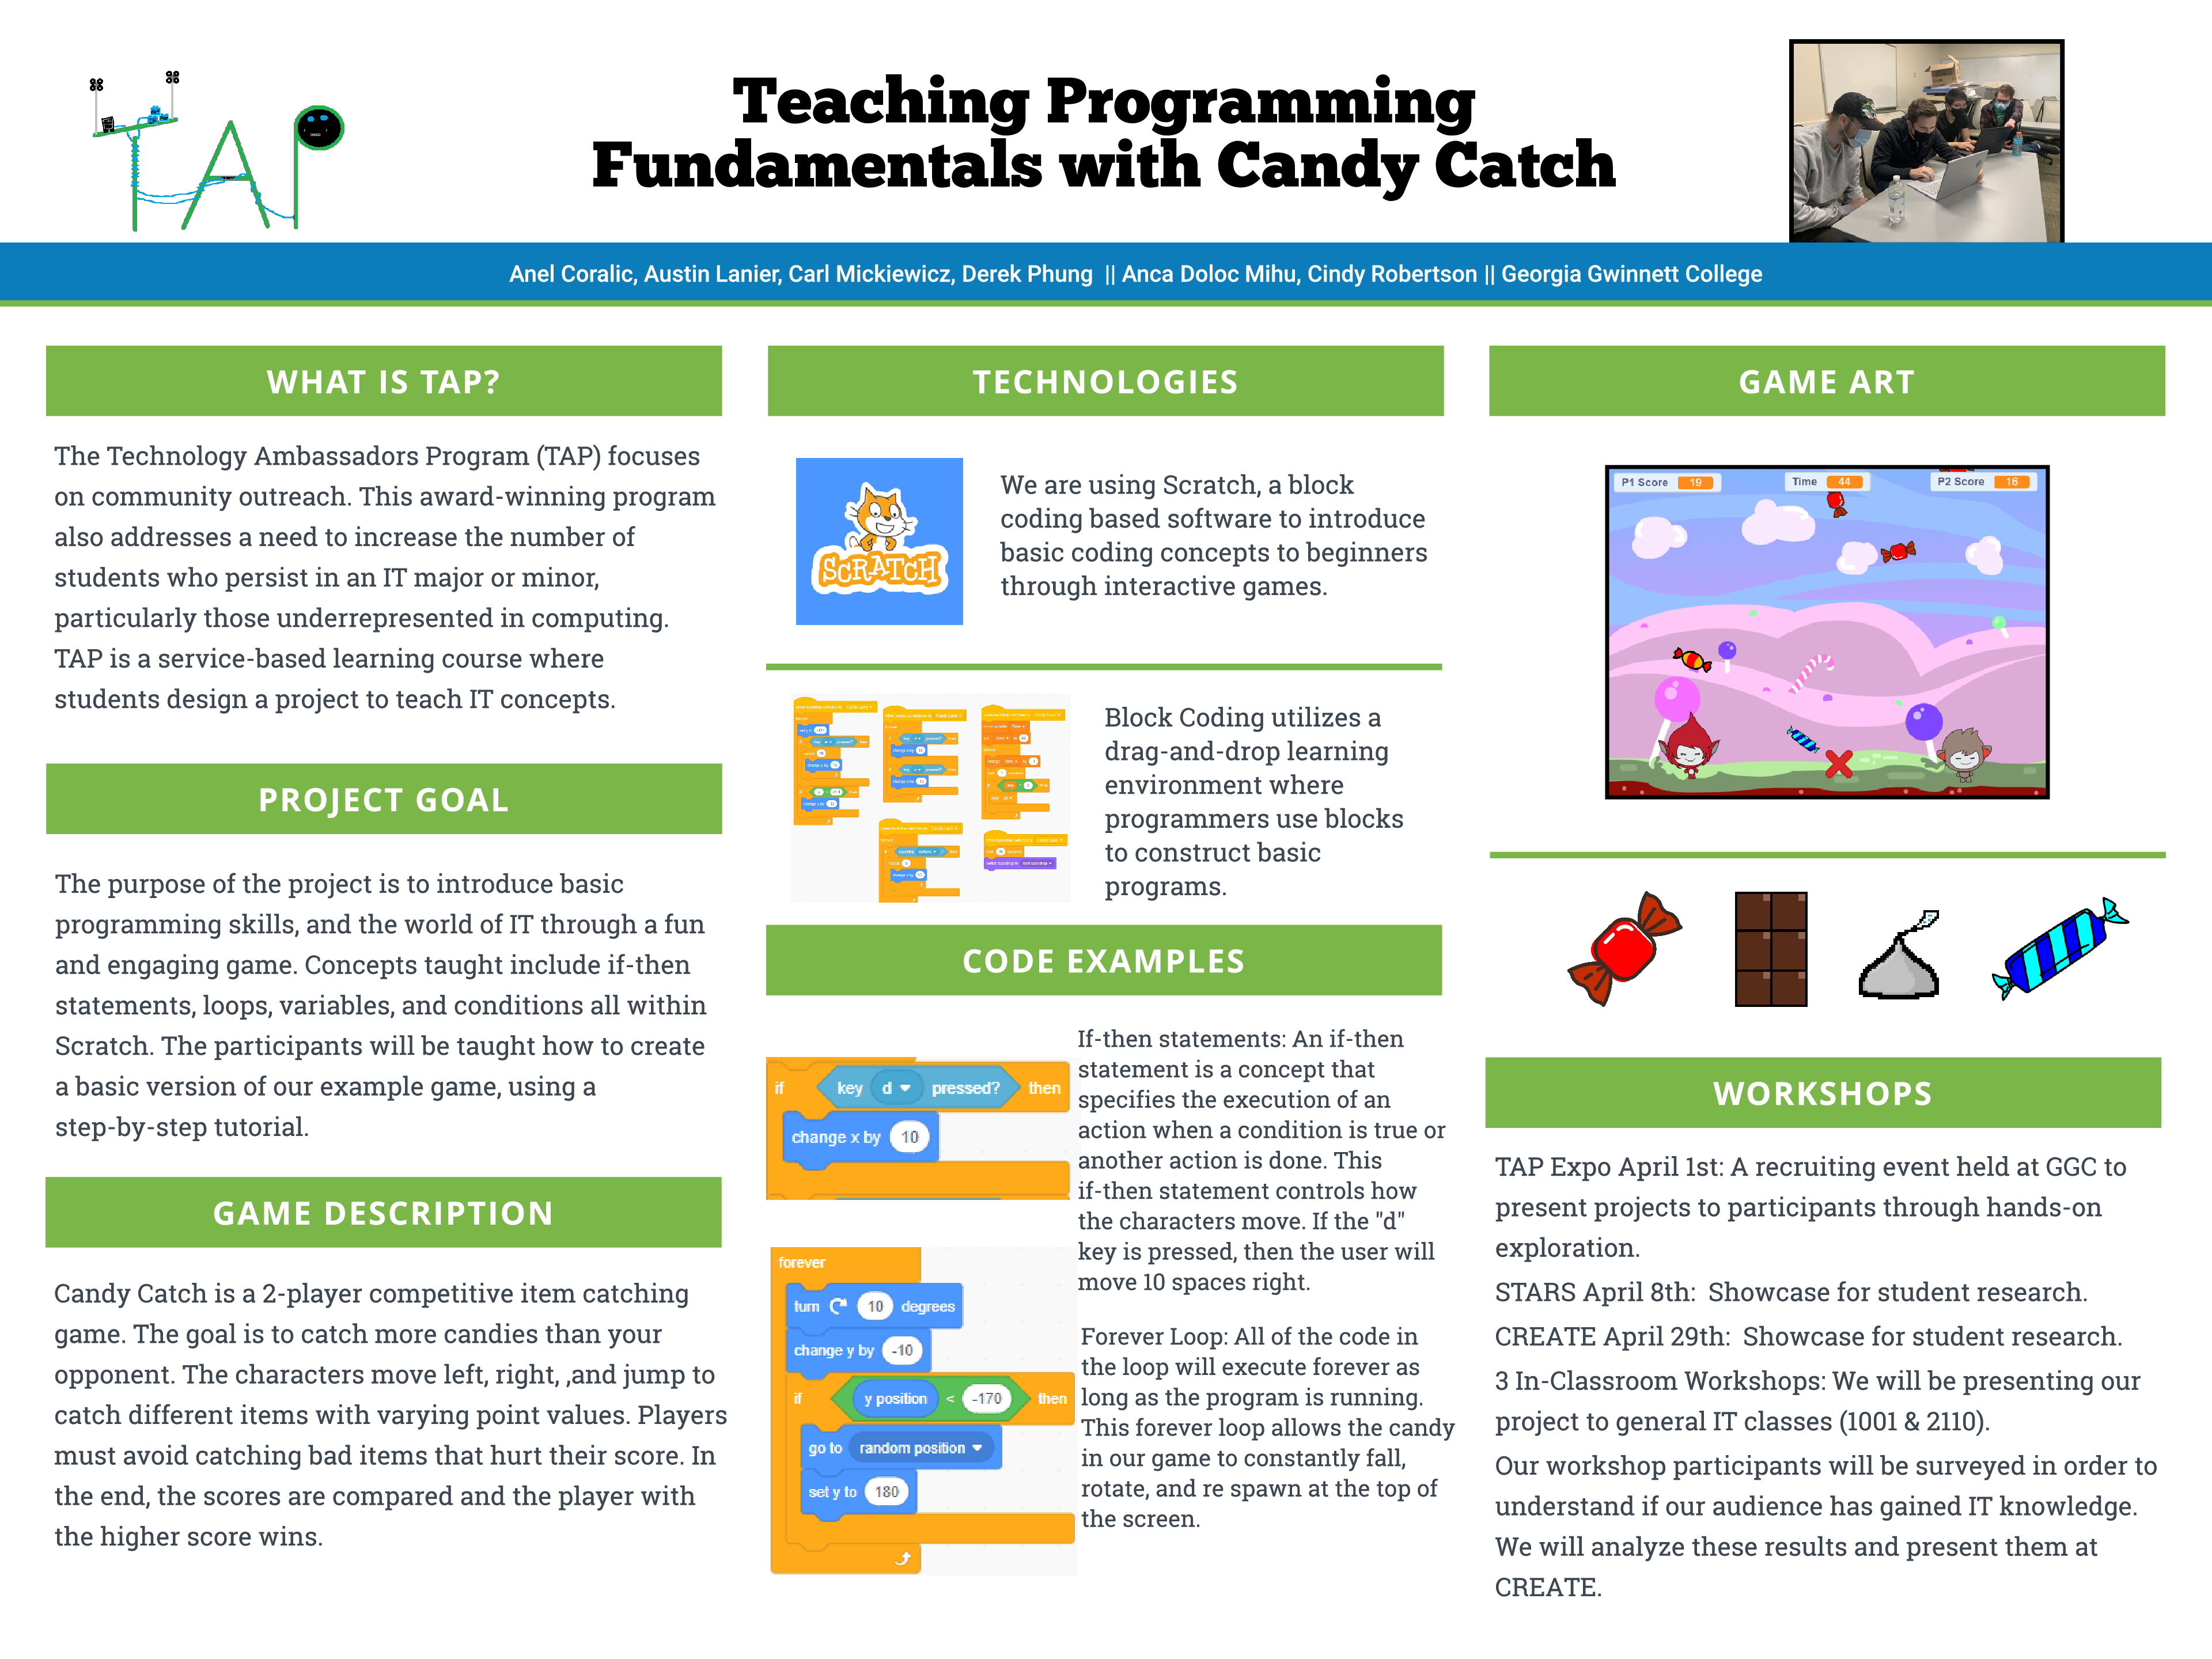 TAP
Teaching Programming
Fundamentals with Candy Catch
Anel Coralic, Austin Lanier, Carl Mickiewicz, Derek Phung || Anca Doloc Mihu, Cindy Robertson || Georgia Gwinnett College
WHAT IS TAP?
The Technology Ambassadors Program (TAP) focuses
on community outreach. This award-winning program
also addresses a need to increase the number of
students who persist in an IT major or minor,
particularly those underrepresented in computing.
TAP is a service-based learning course where
students design a project to teach IT concepts.
PROJECT GOAL
The purpose of the project is to introduce basic
programming skills, and the world of IT through a fun
and engaging game. Concepts taught include if-then
statements, loops, variables, and conditions all within
Scratch. The participants will be taught how to create
a basic version of our example game, using a
step-by-step tutorial.
GAME DESCRIPTION
Candy Catch is a 2-player competitive item catching
game. The goal is to catch more candies than your
opponent. The characters move left, right, ,and jump to
catch different items with varying point values. Players
must avoid catching bad items that hurt their score. In
the end, the scores are compared and the player with
the higher score wins.
TECHNOLOGIES
SCRATCH
We are using Scratch, a block
coding based software to introduce
basic coding concepts to beginners
through interactive games.
Block Coding utilizes a
drag-and-drop learning
environment where
programmers use blocks
to construct basic
programs.
CODE EXAMPLES
if key d pressed? then
change x by 10
If-then statements: An if-then
statement is a concept that
specifies the execution of an
action when a condition is true or
another action is done. This
if-then statement controls how
the characters move. If the "d"
key is pressed, then the user will
move 10 spaces right.
forever
turn 10 degrees
change y by -10
if y position < -170 then
go to random position
set y to 180
Forever Loop: All of the code in
the loop will execute forever as
long as the program is running.
This forever loop allows the candy
in our game to constantly fall,
rotate, and re spawn at the top of
the screen.
GAME ART
P1 Score 19 Time 44 P2 Score 16
WORKSHOPS
TAP Expo April 1st: A recruiting event held at GGC to
present projects to participants through hands-on
exploration.
STARS April 8th: Showcase for student research.
CREATE April 29th: Showcase for student research.
3 In-Classroom Workshops: We will be presenting our
project to general IT classes (1001 & 2110).
Our workshop participants will be surveyed in order to
understand if our audience has gained IT knowledge.
We will analyze these results and present them at
CREATE.